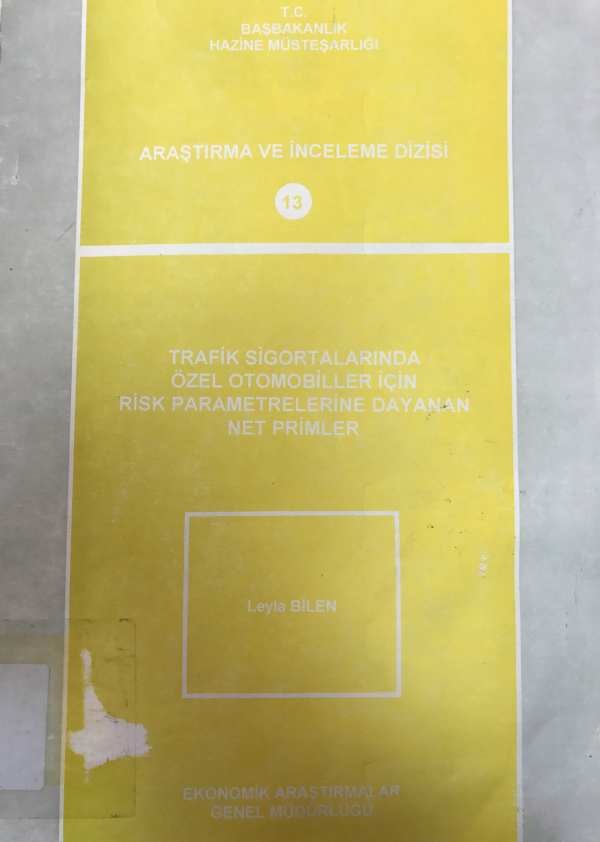 T.C.
BAŞBAKANLIK
HAZİNE MÜSTEŞARLIĞI
ARAŞTIRMA VE İNCELEME DİZİSİ
13
TRAFİK SİGORTALARINDA
ÖZEL OTOMOBİLLER İÇİN
RİSK PARAMETRELERİNE DAYANAN
NET PRİMLER
Leyla BİLEN
EKONOMİK ARAŞTIRMALAR
GENEL MÜDÜRLÜĞÜ